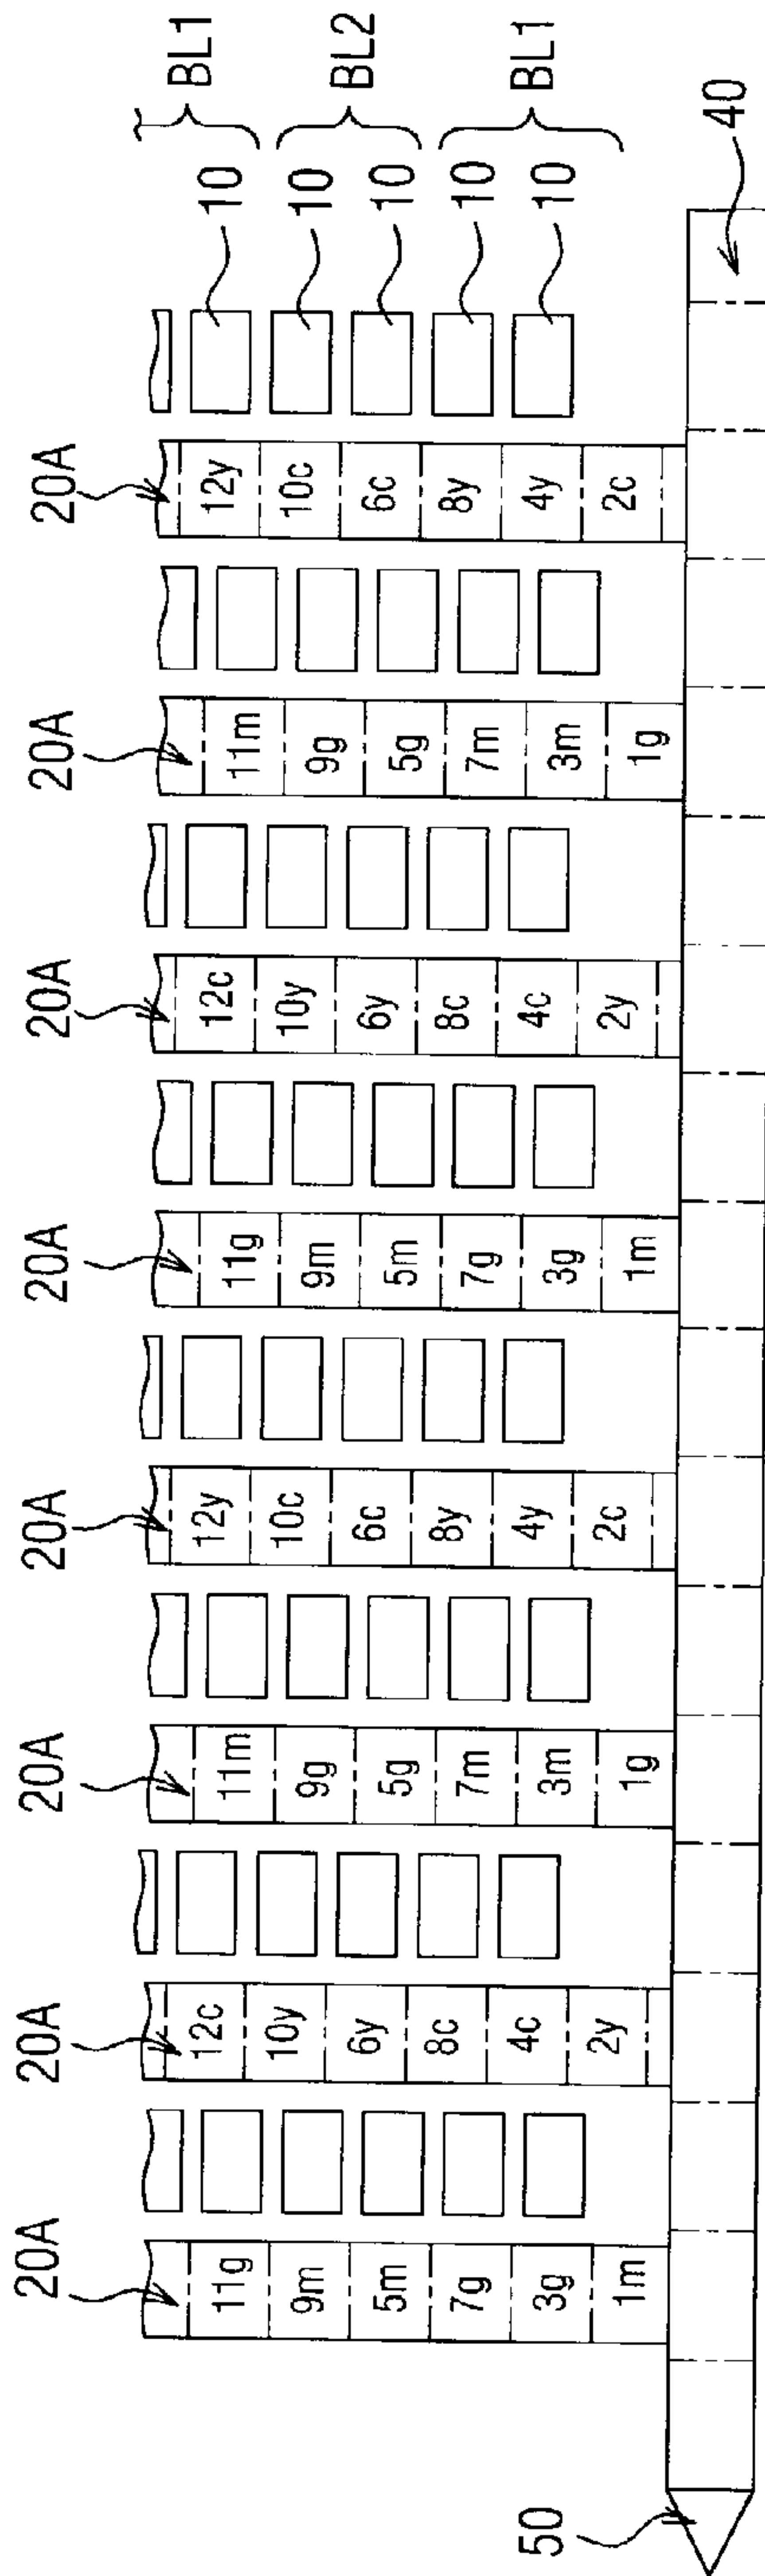 20A 20A 20A 20A 20A 20A 20A 20A
11g 12c 11m 12y 11g 12c 11m 12y 10 BL1
9m 10y 9g 10c 9m 10y 9g 10c 10
BL2
5m 6y 5g 6c 5m 6y 5g 6c 10
7g 8c 7m 8y 7g 8c 7m 8y 10
BL1
3g 4c 3m 4y 3g 4c 3m 4y 10
1m 2y 1g 2c 1m 2y 1g 2c
50 40